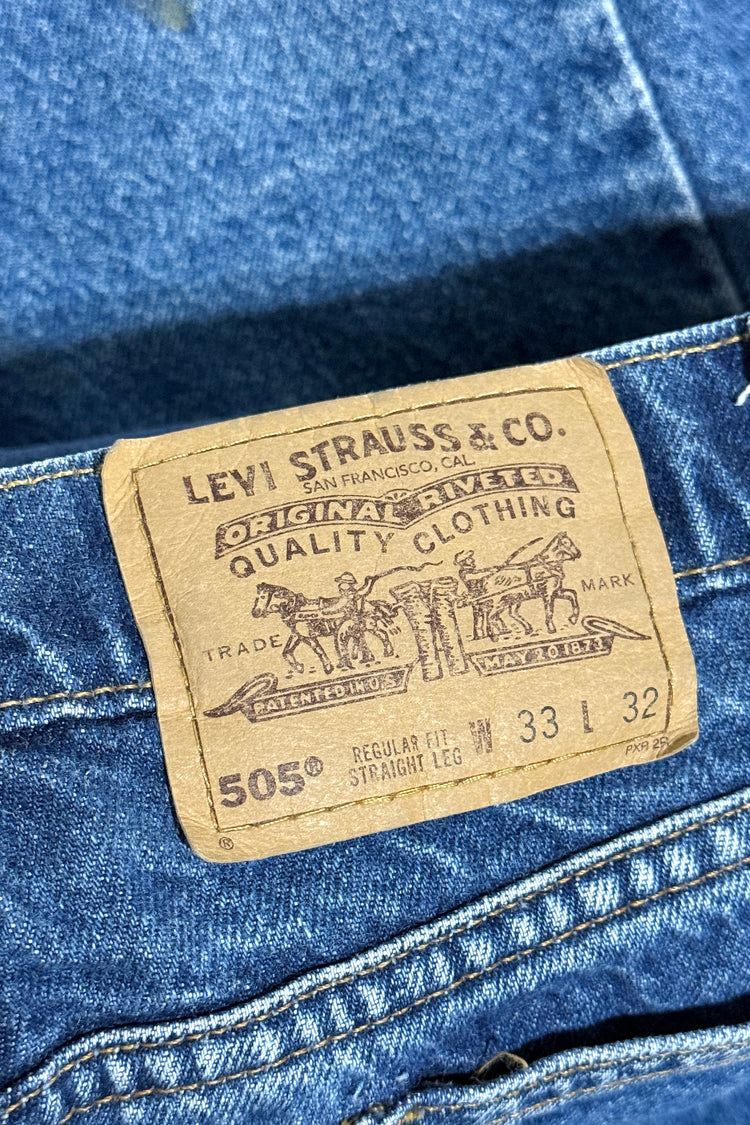 LEVI STRAUSS & CO.
SAN FRANCISCO, CAL.
ORIGINAL RIVETED
QUALITY CLOTHING
TRADE MARK
PATENTED IN U.S. MAY 20 1873
505® REGULAR FIT STRAIGHT LEG W 33 L 32
®